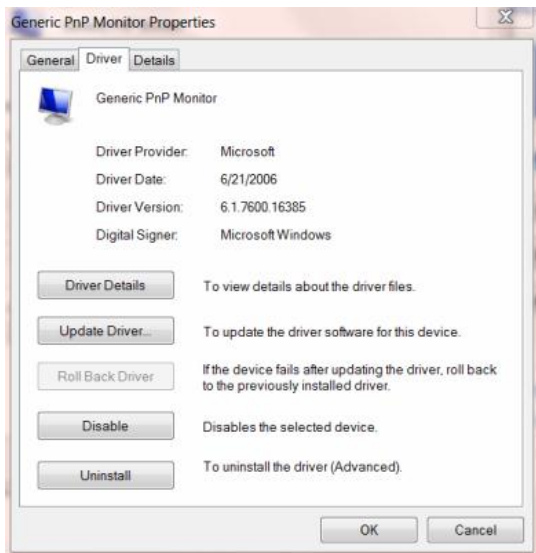 Generic PnP Monitor Properties
General Driver Details
Generic PnP Monitor
Driver Provider: Microsoft
Driver Date: 6/21/2006
Driver Version: 6.1.7600.16385
Digital Signer: Microsoft Windows
Driver Details To view details about the driver files.
Update Driver... To update the driver software for this device.
Roll Back Driver If the device fails after updating the driver, roll back
to the previously installed driver.
Disable Disables the selected device.
Uninstall To uninstall the driver (Advanced).
OK Cancel